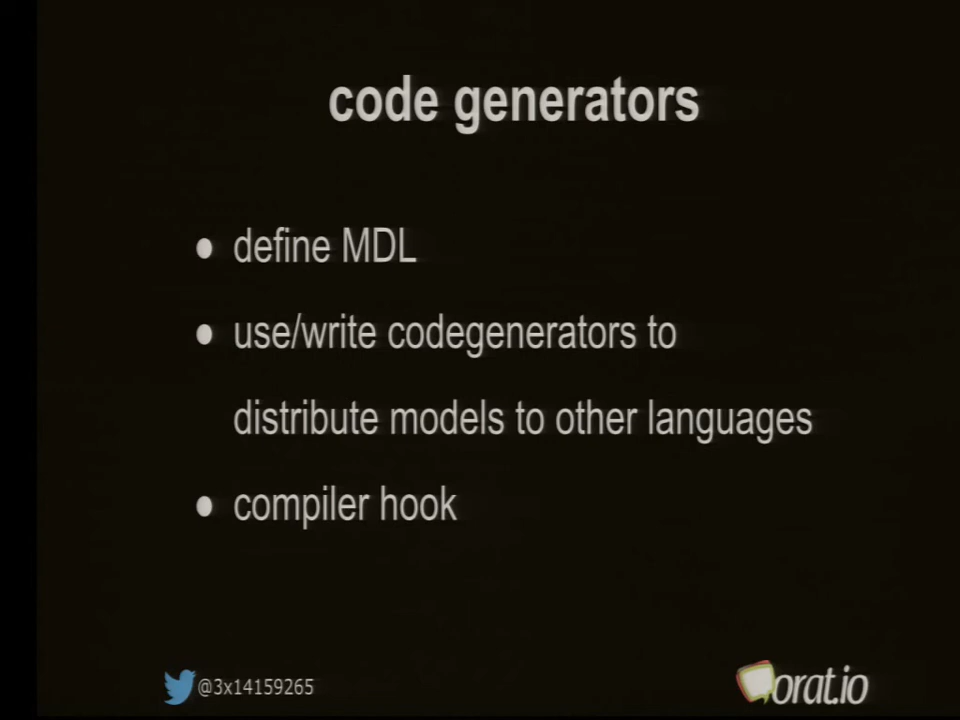 code generators
• define MDL
• use/write codegenerators to
distribute models to other languages
• compiler hook
@3x14159265
orat.io